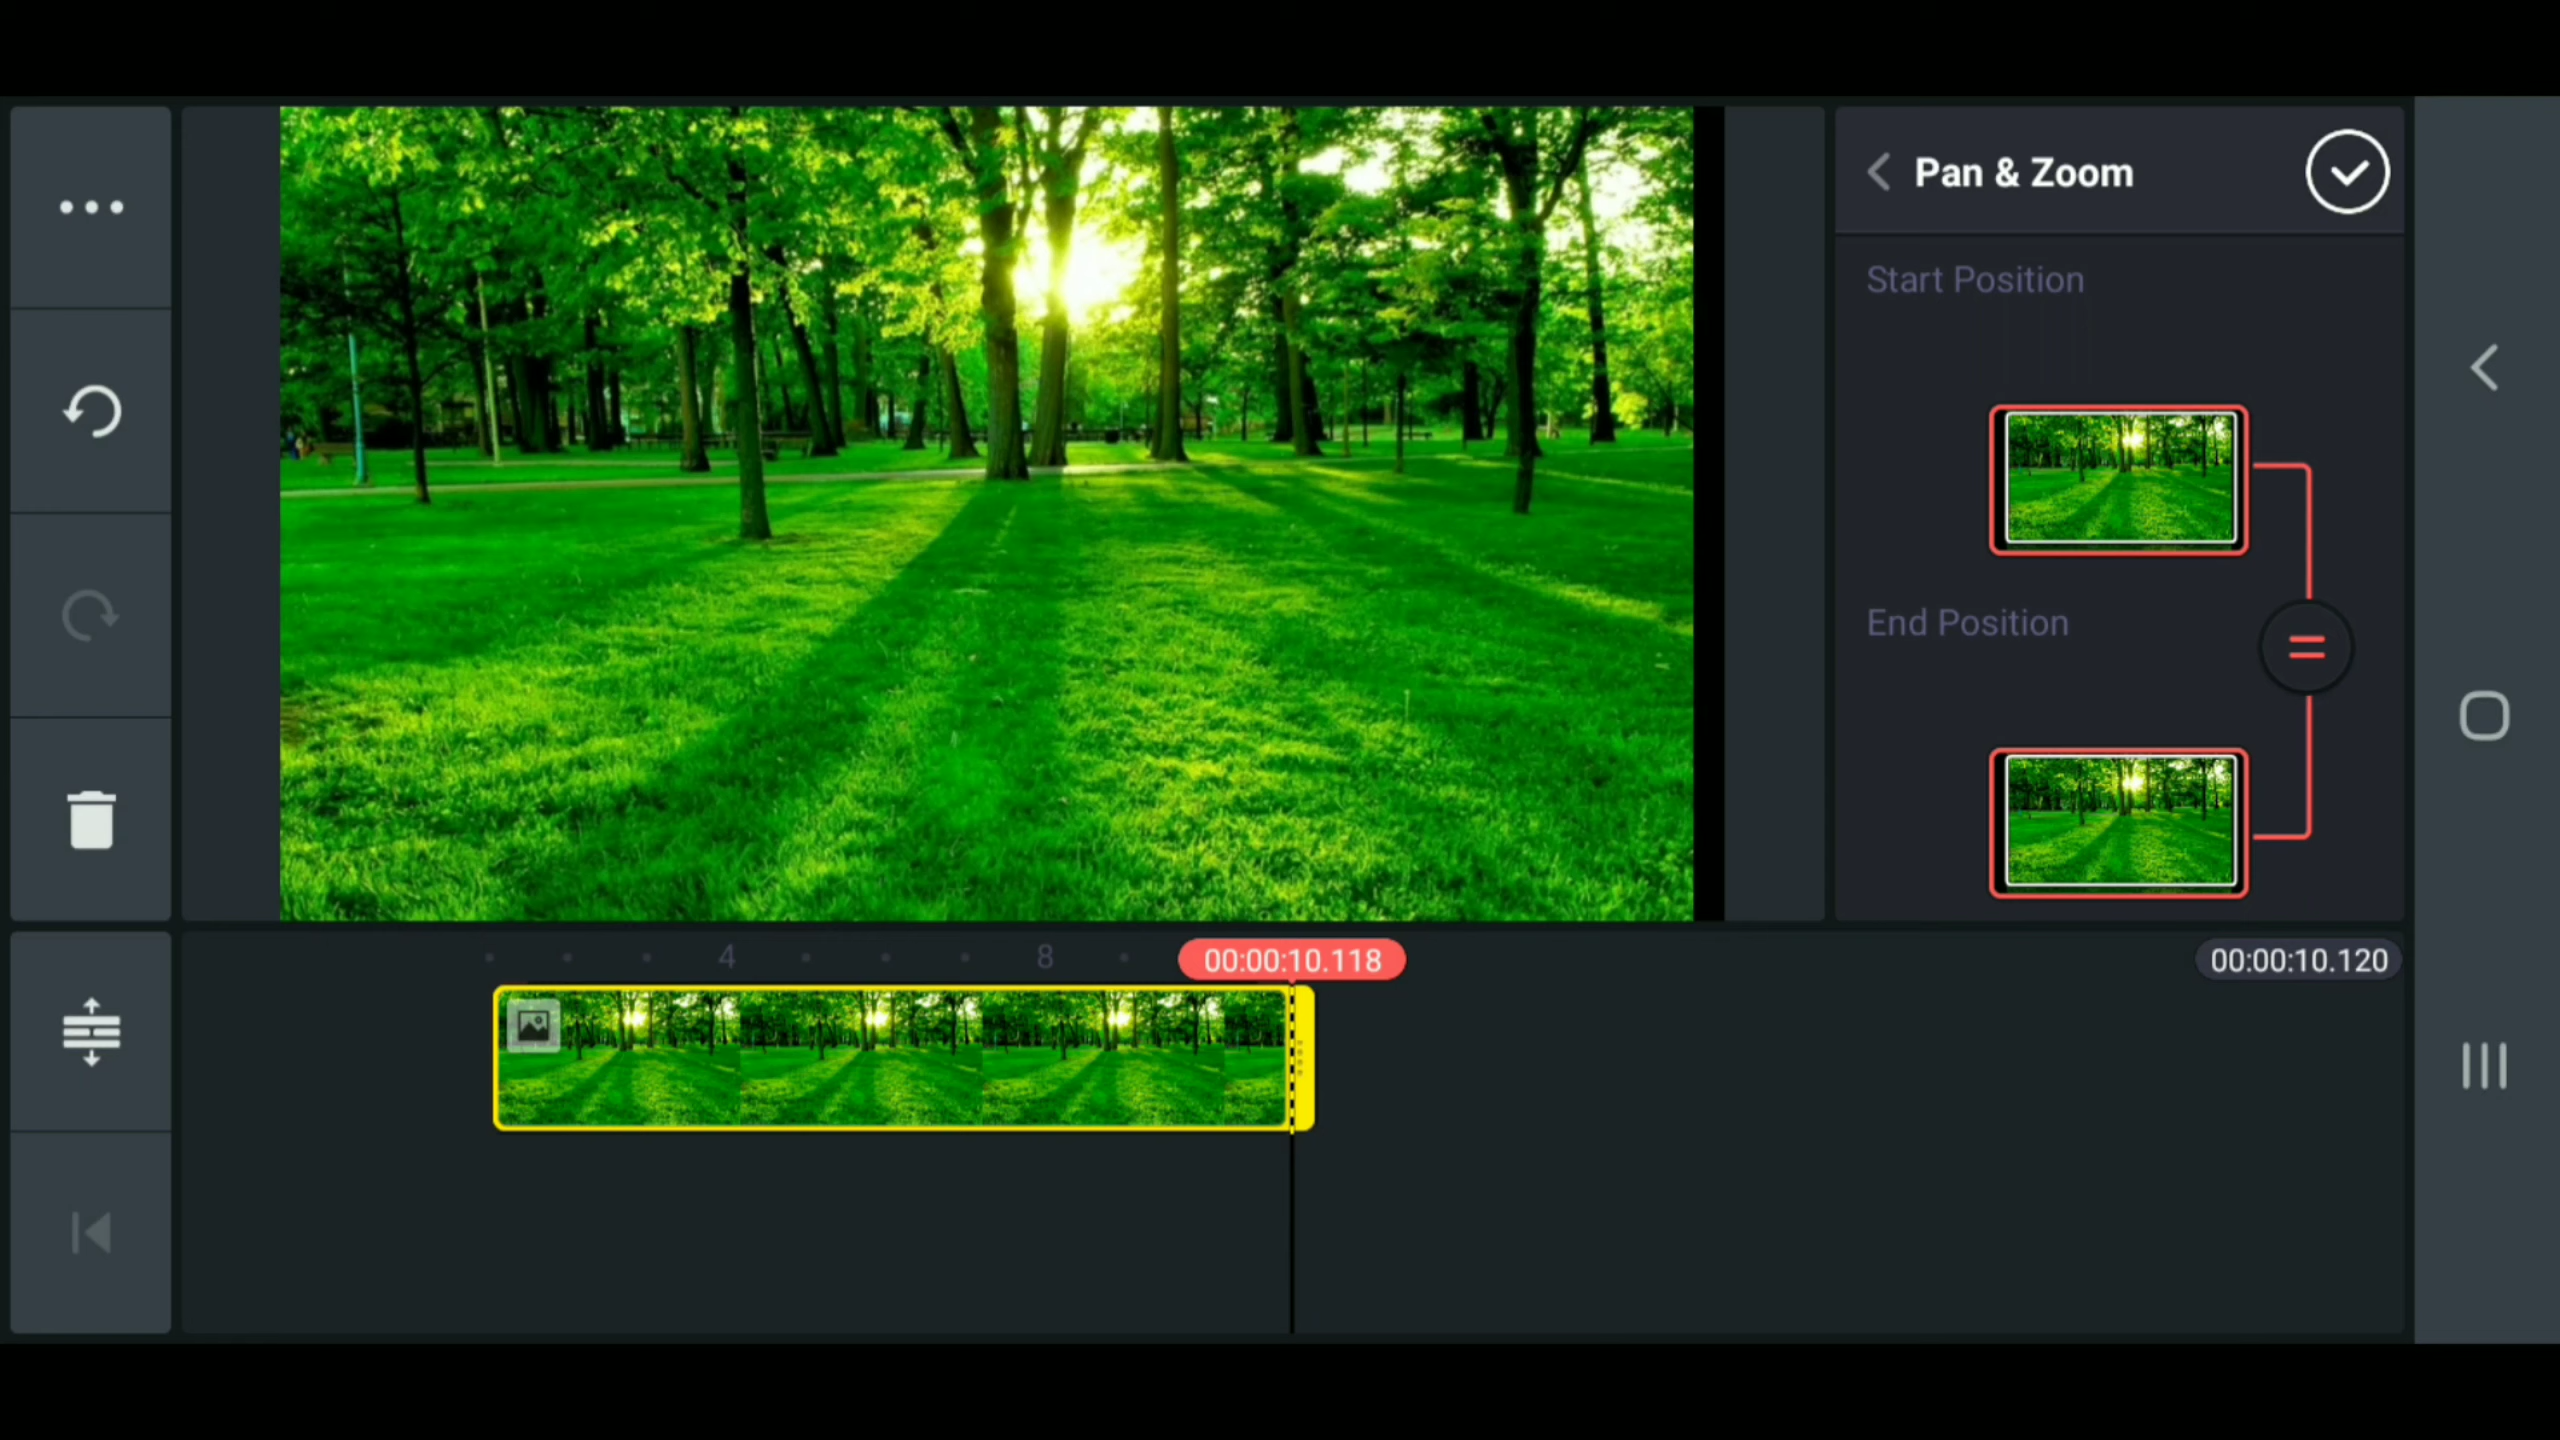 Pan & Zoom
Start Position
End Position
=
4
8
00:00:10.118
00:00:10.120